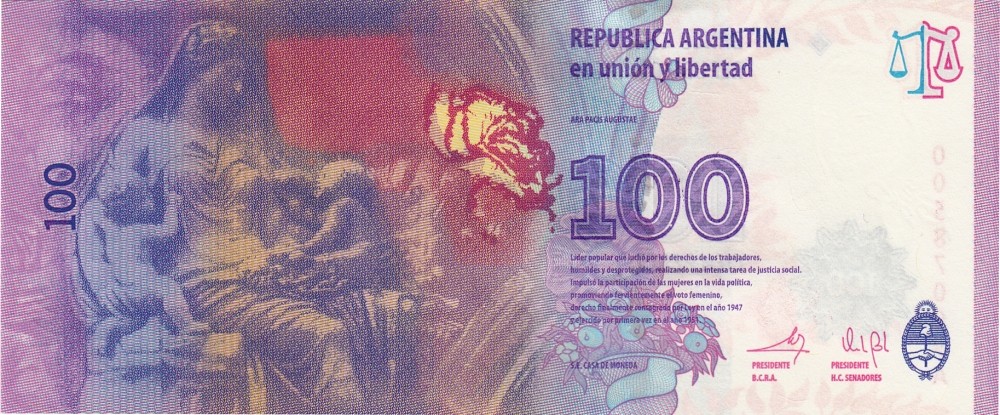 REPUBLICA ARGENTINA
en unión y libertad
ARA PACIS AUGUSTAE
100
100
Líder popular que luchó por los derechos de los trabajadores,
humildes y desprotegidos, realizando una intensa tarea de justicia social.
Impulsó la participación de las mujeres en la vida política,
promoviendo fervientemente el voto femenino,
derecho finalmente consagrado por Ley en el año 1947
y ejercido por primera vez en el año 1951.
S.E. CASA DE MONEDA
PRESIDENTE
B.C.R.A.
PRESIDENTE
H.C. SENADORES